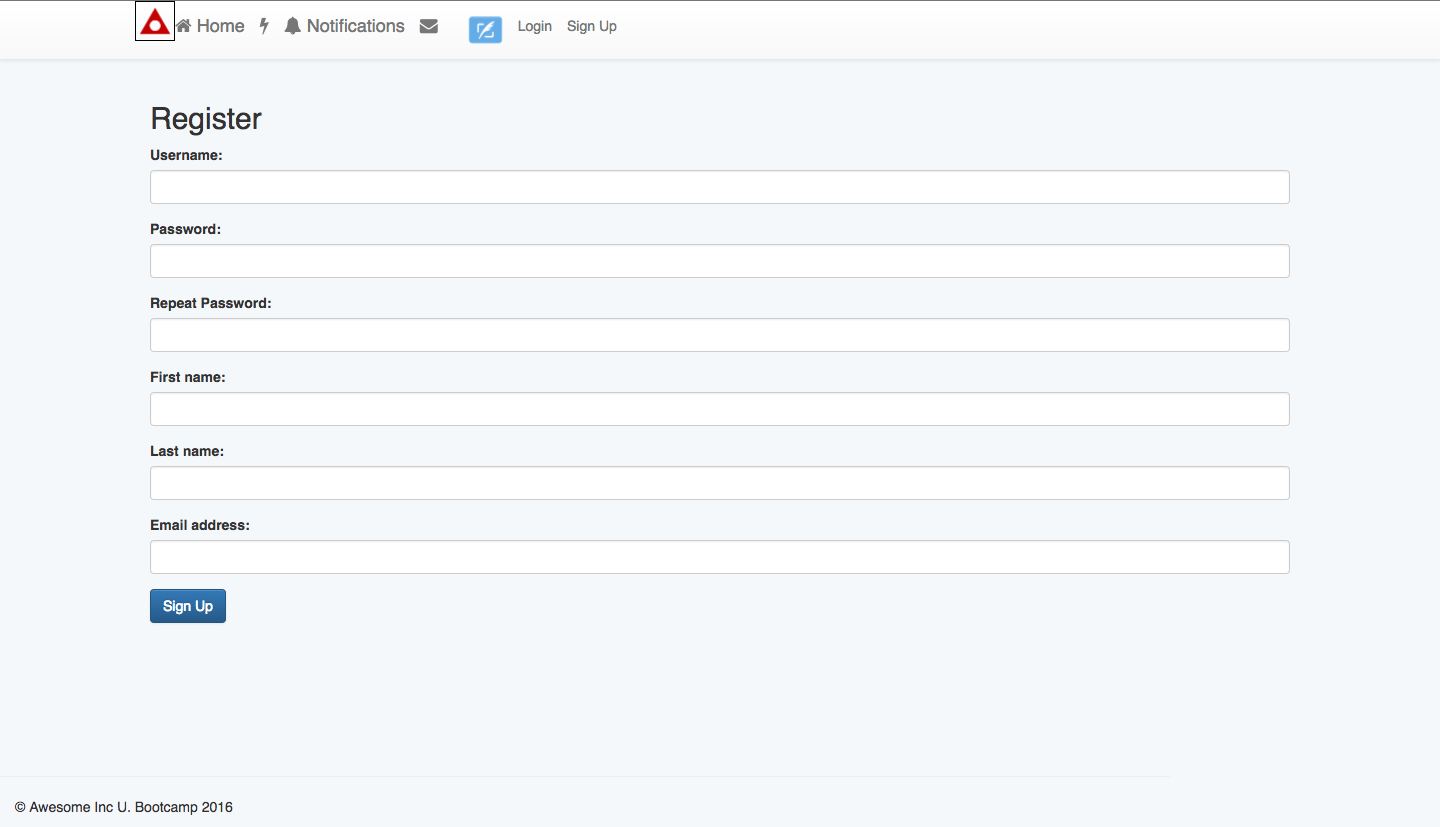 Home Notifications Login Sign Up
Register
Username:
Password:
Repeat Password:
First name:
Last name:
Email address:
Sign Up
© Awesome Inc U. Bootcamp 2016